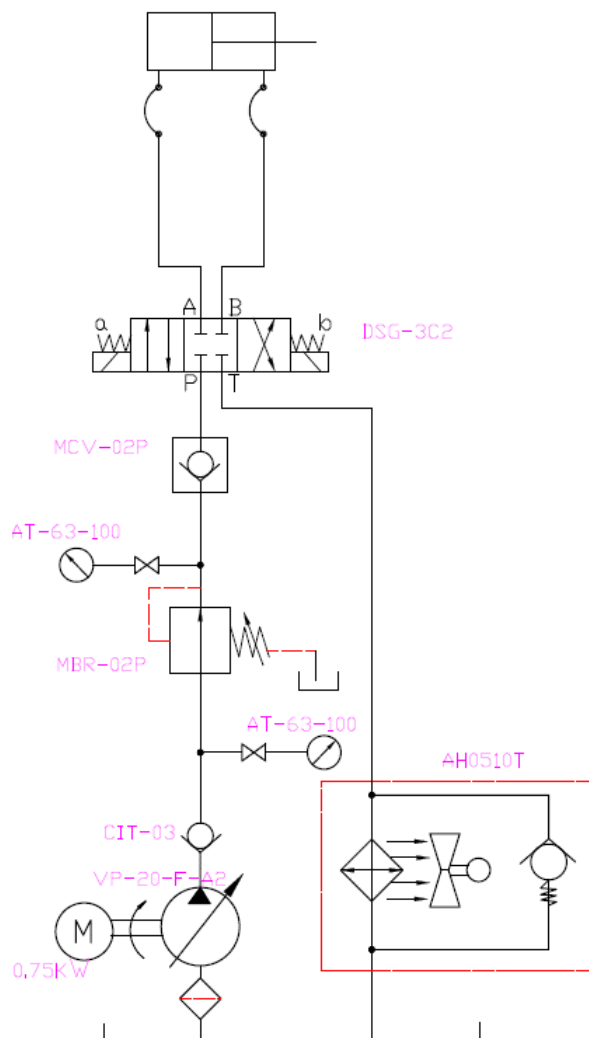 A B
a b
DSG-3C2
P T
MCV-02P
AT-63-100
MBR-02P
AT-63-100
AH0510T
CIT-03
VP-20-F-A2
M
0.75KW